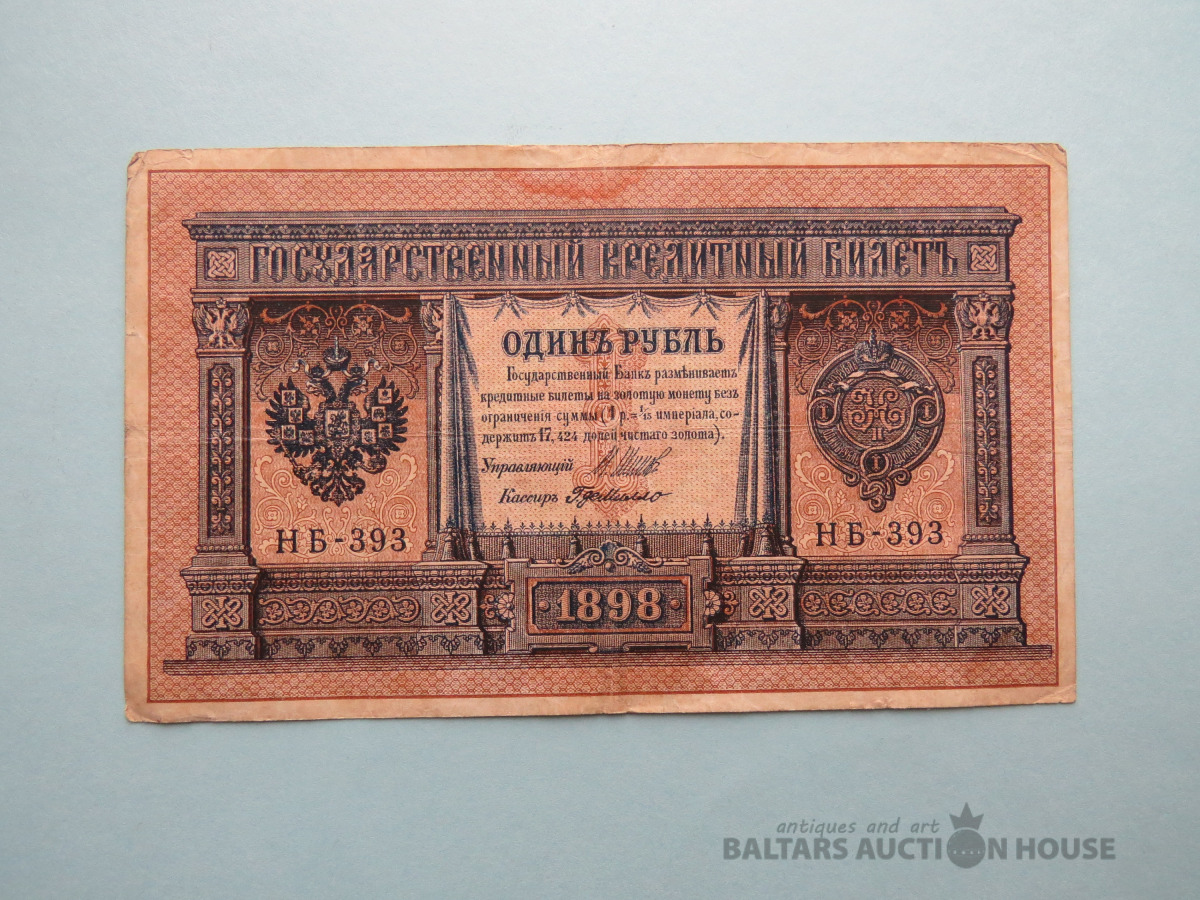 ГОСУДАРСТВЕННЫЙ КРЕДИТНЫЙ БИЛЕТЪ
ОДИНЪ РУБЛЬ
Государственный Банкъ размѣниваетъ
кредитные билеты на золотую монету безъ
ограниченія суммы (1 р. = 1/15 имперіала, со-
держитъ 17,424 долей чистаго золота).
Управляющій
Кассиръ Г. де Милло
НБ-393
НБ-393
1898
antiques and art
BALTARS AUCTION HOUSE